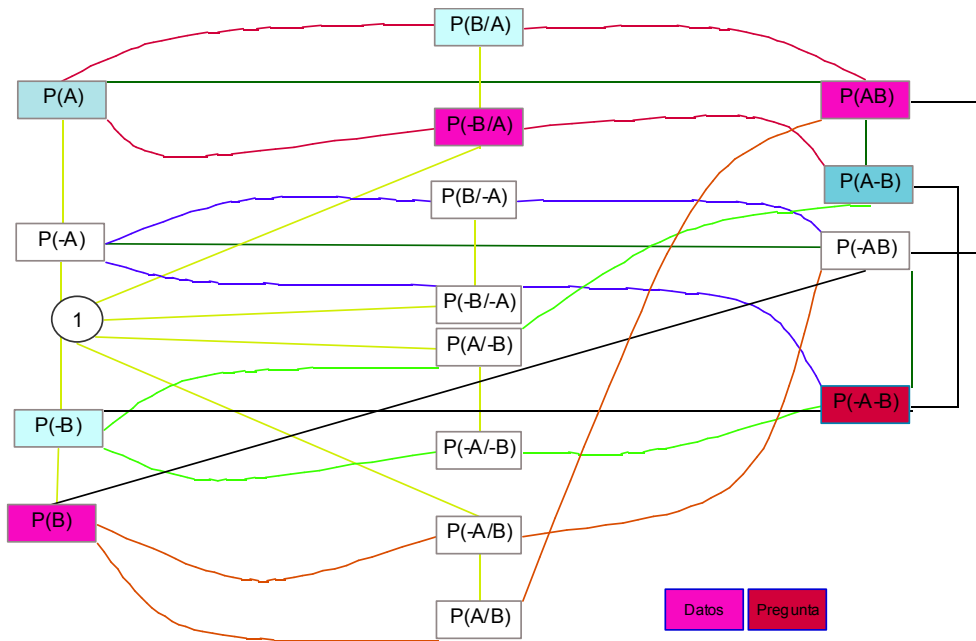 P(B/A)
P(A)
P(AB)
P(-B/A)
P(A-B)
P(B/-A)
P(-A)
P(-AB)
P(-B/-A)
1
P(A/-B)
P(-A-B)
P(-B)
P(-A/-B)
P(B)
P(-A/B)
P(A/B)
Datos
Pregunta